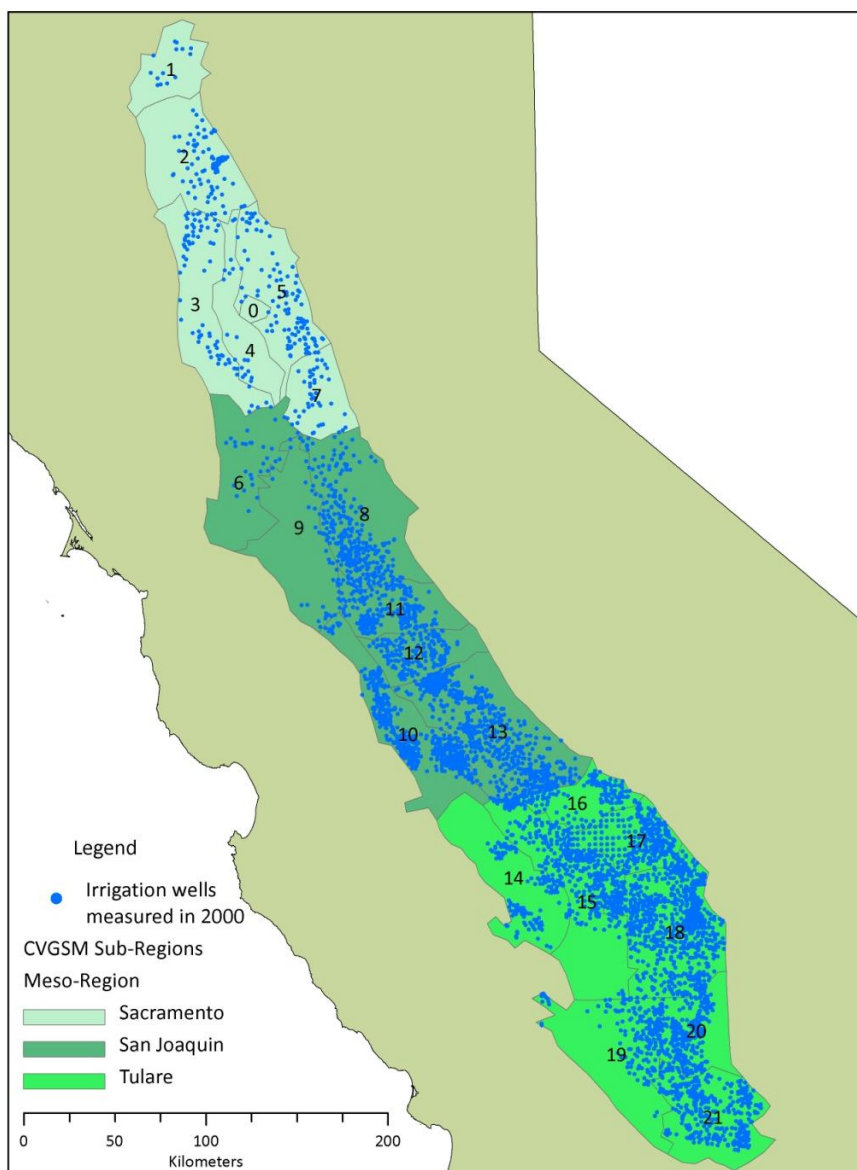 1
2
3
5
0
4
7
6
8
9
11
12
10
13
16
17
14
15
18
20
19
21
Legend
Irrigation wells
measured in 2000
CVGSM Sub-Regions
Meso-Region
Sacramento
San Joaquin
Tulare
0 50 100 200
Kilometers